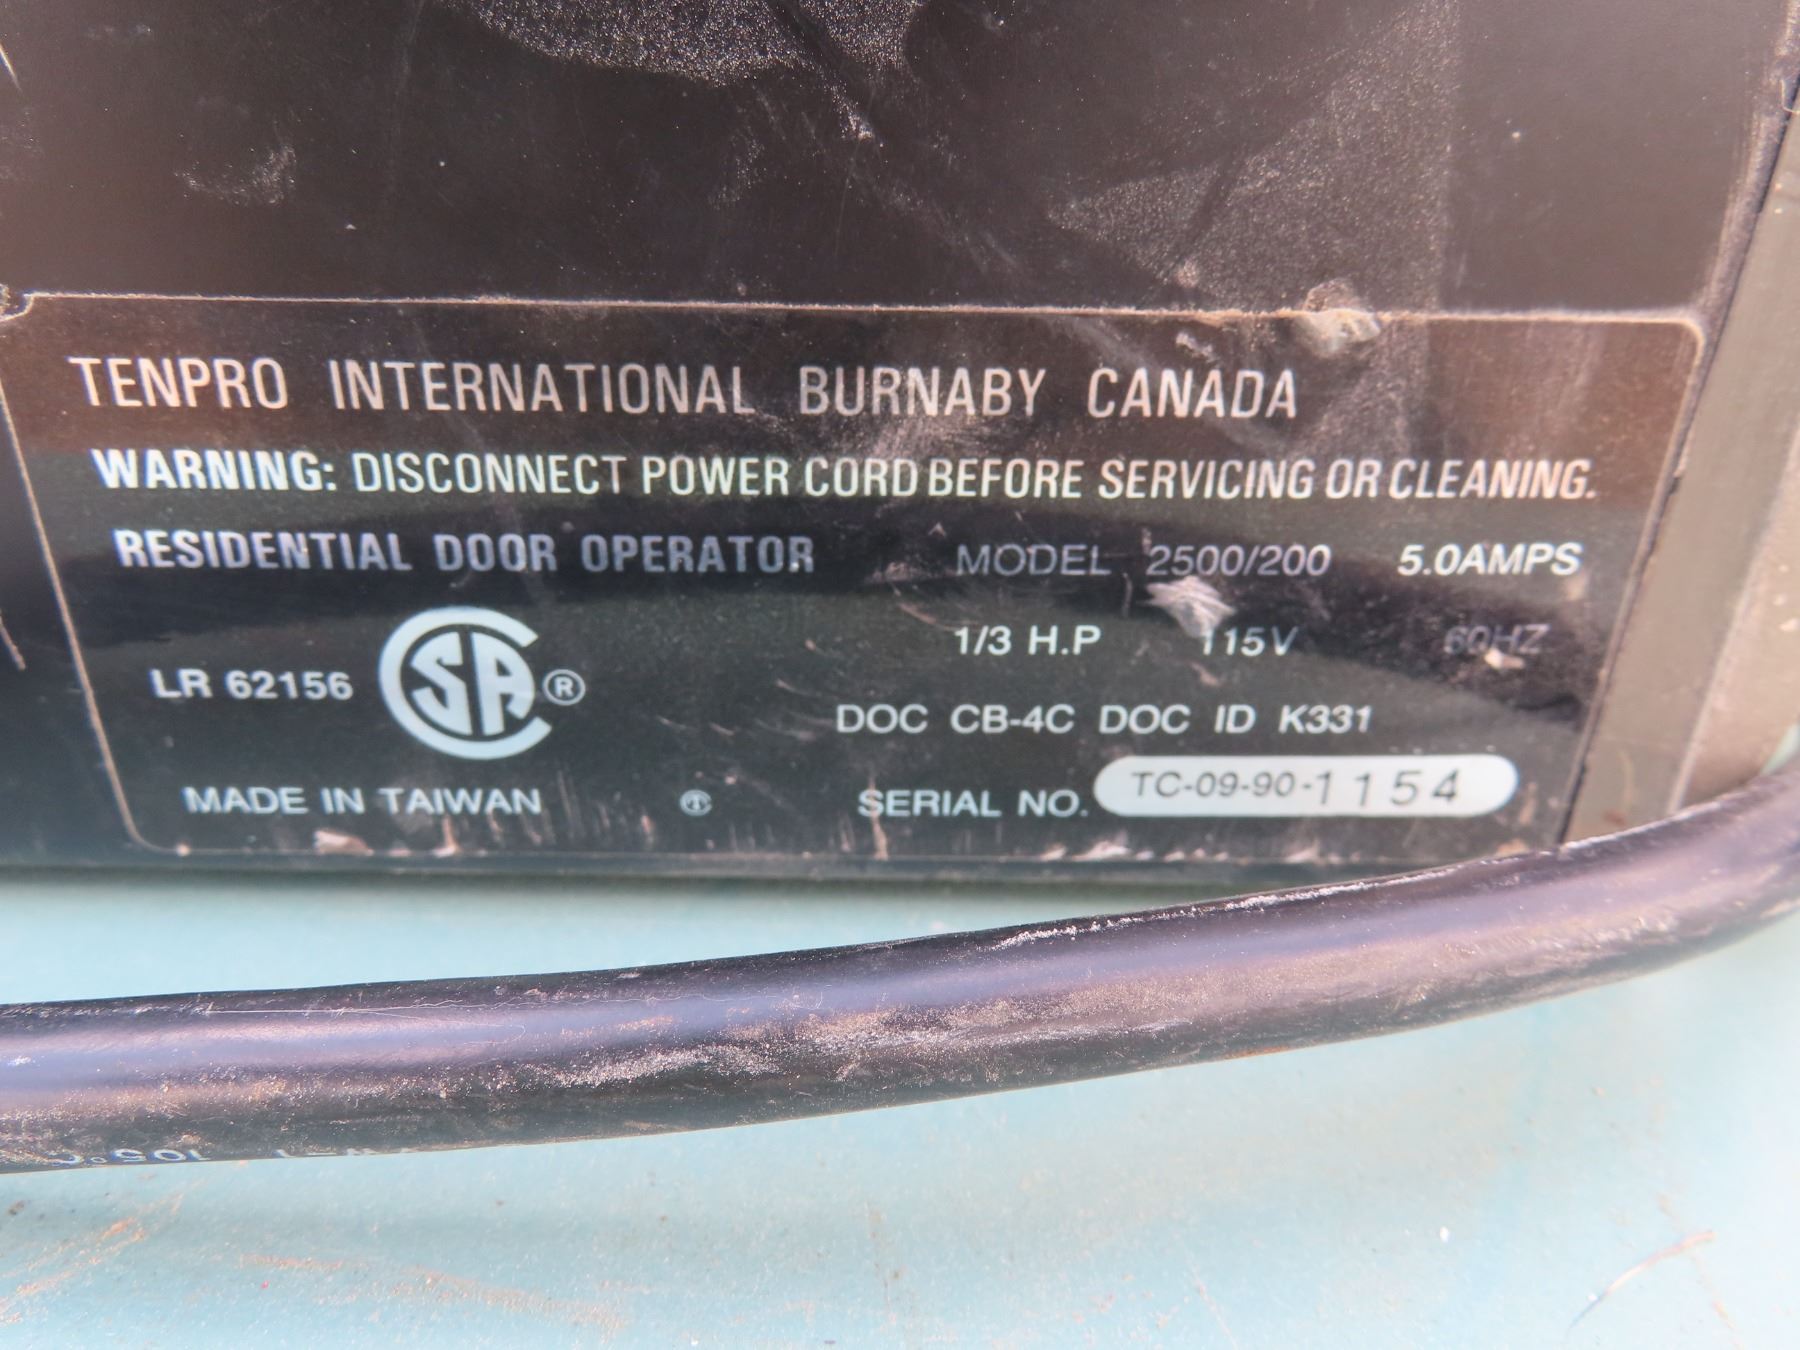 TENPRO INTERNATIONAL BURNABY CANADA
WARNING: DISCONNECT POWER CORD BEFORE SERVICING OR CLEANING.
RESIDENTIAL DOOR OPERATOR MODEL 2500/200 5.0AMPS
1/3 H.P 115V 60HZ
LR 62156 CSA ®
DOC CB-4C DOC ID K331
MADE IN TAIWAN SERIAL NO. TC-09-90-1154
105°C